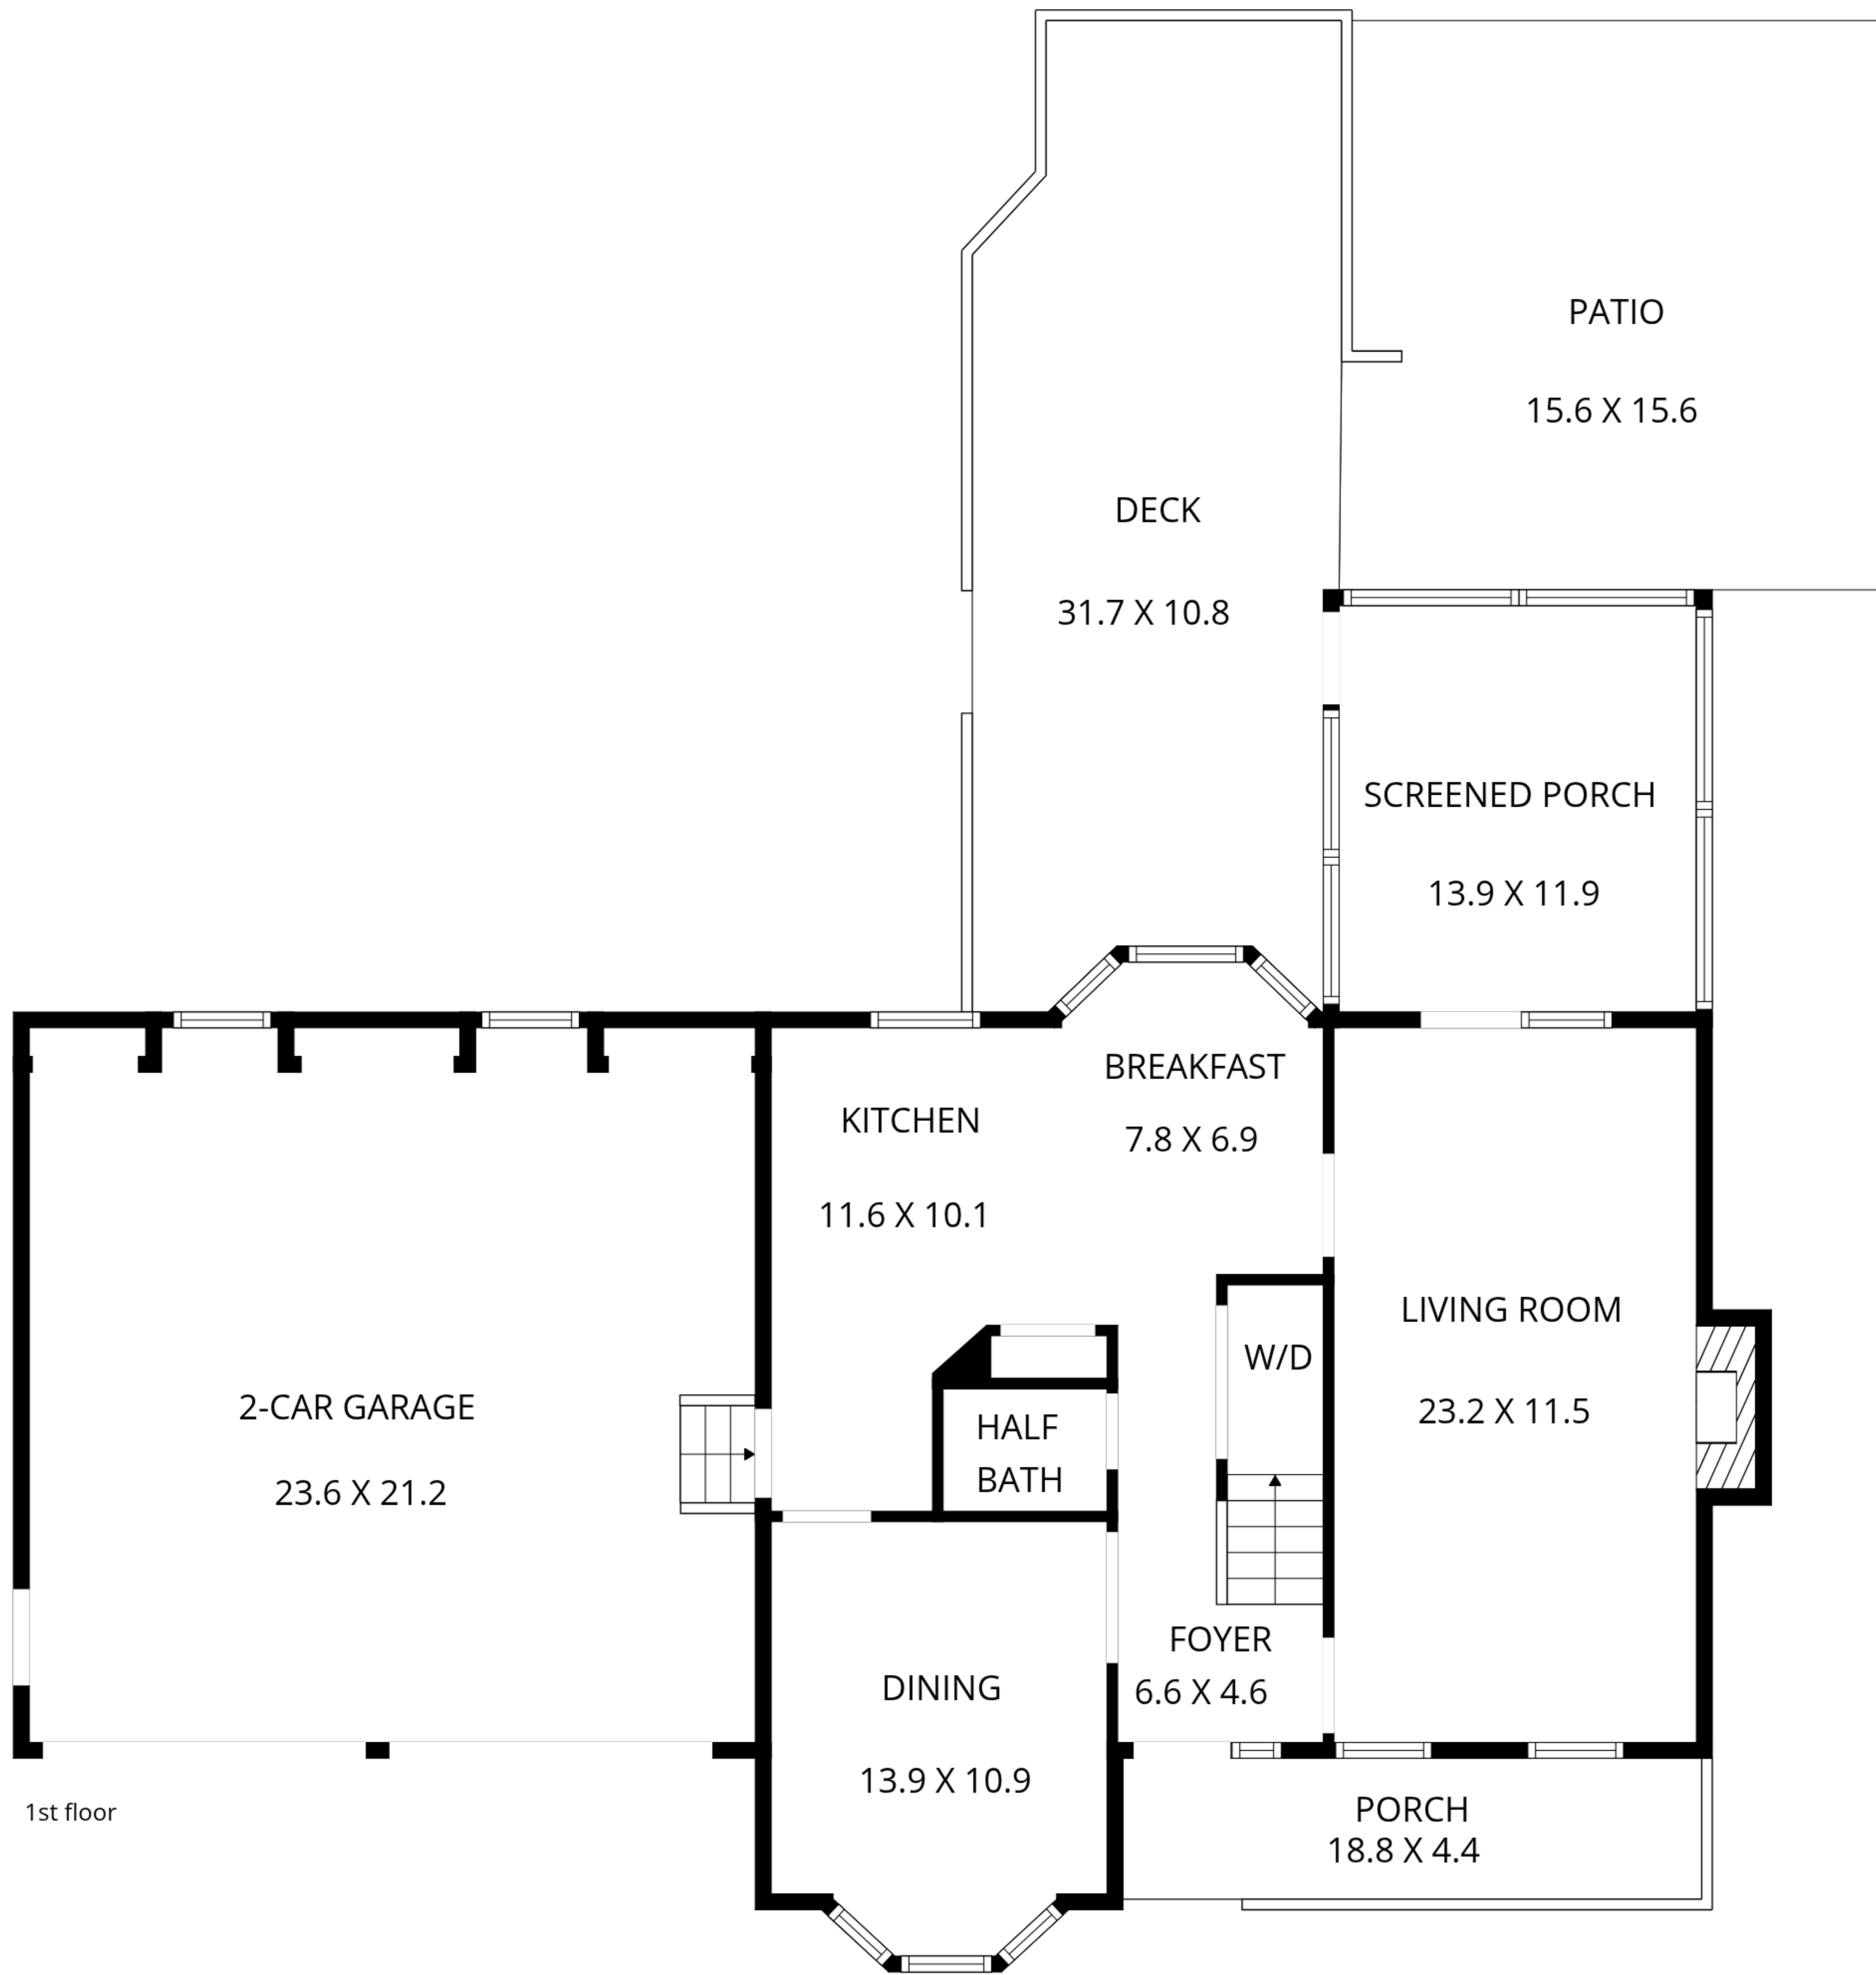 PATIO
15.6 X 15.6
DECK
31.7 X 10.8
SCREENED PORCH
13.9 X 11.9
BREAKFAST
7.8 X 6.9
KITCHEN
11.6 X 10.1
LIVING ROOM
23.2 X 11.5
W/D
2-CAR GARAGE
23.6 X 21.2
HALF
BATH
FOYER
6.6 X 4.6
DINING
13.9 X 10.9
PORCH
18.8 X 4.4
1st floor